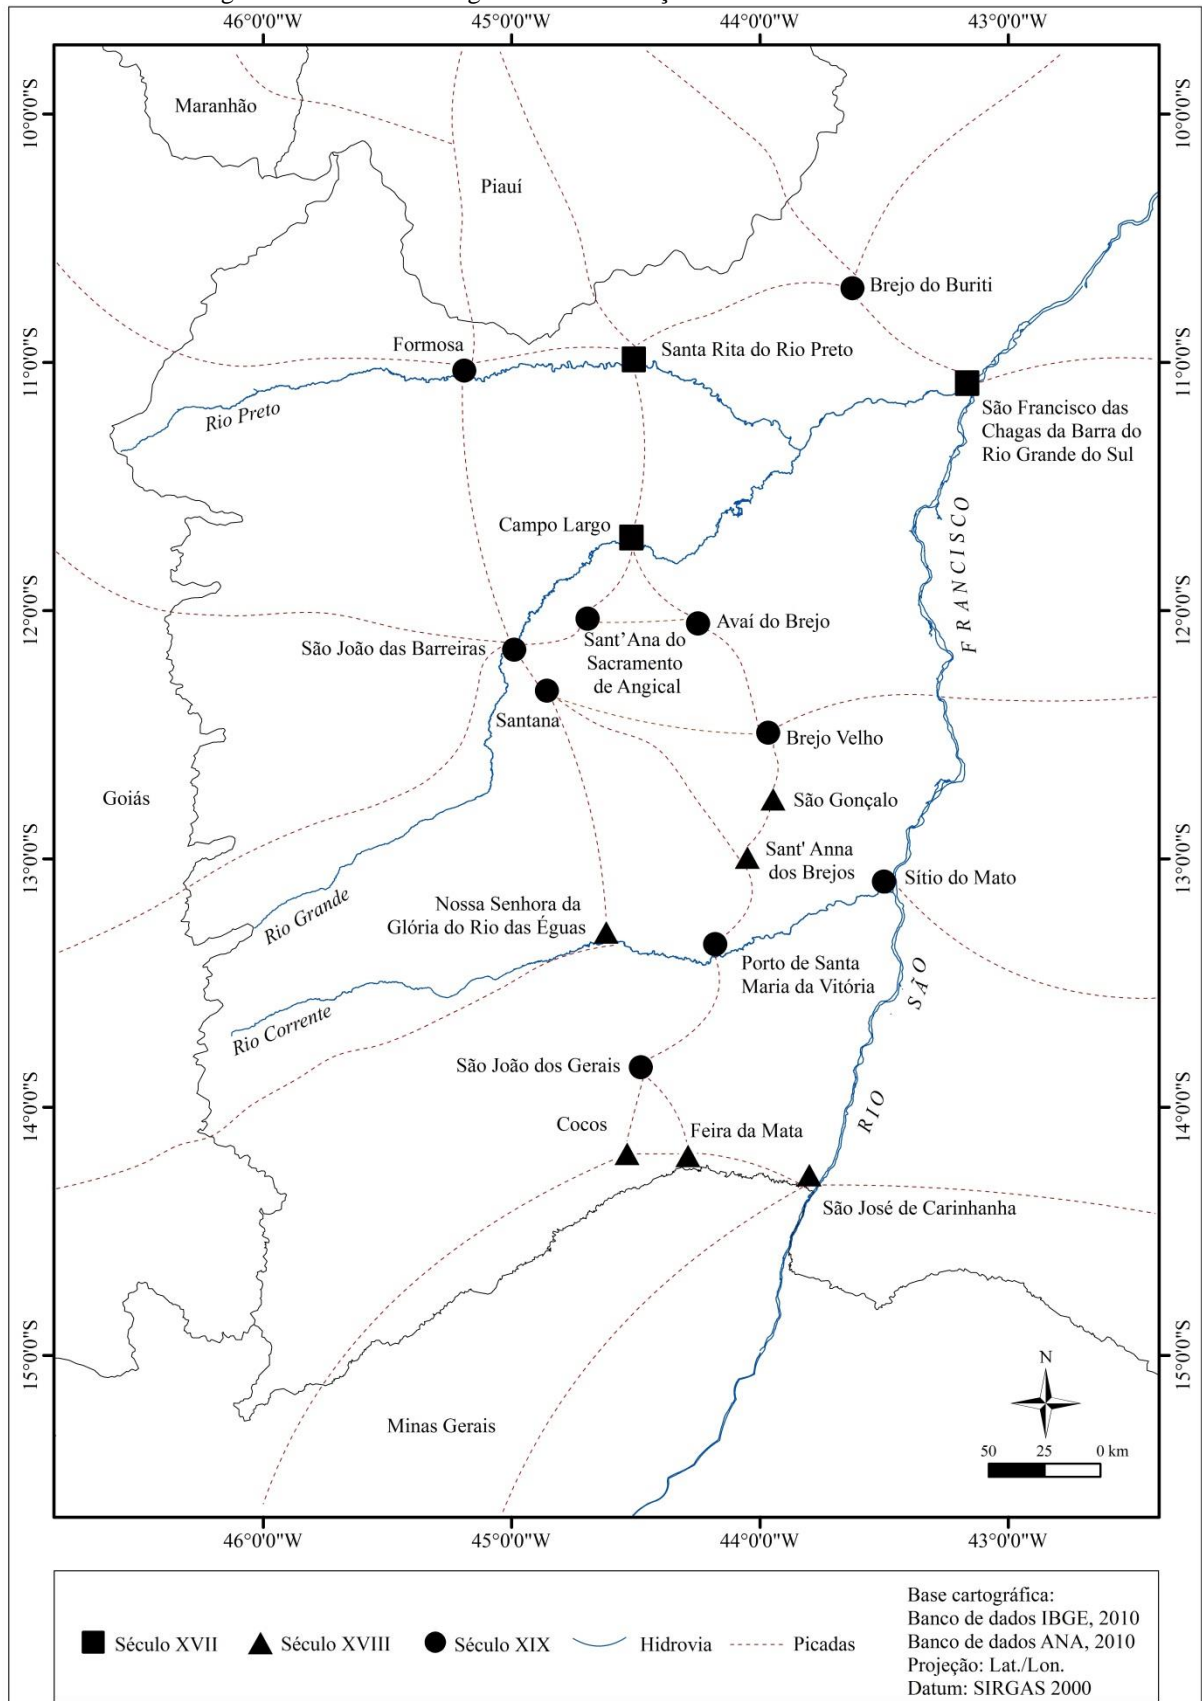 46°0'0"W 45°0'0"W 44°0'0"W 43°0'0"W
10°0'0"S
10°0'0"S
Maranhão
Piauí
Brejo do Buriti
Formosa
Santa Rita do Rio Preto
11°0'0"S
11°0'0"S
Rio Preto
São Francisco das
Chagas da Barra do
Rio Grande do Sul
Campo Largo
FRANCISCO
12°0'0"S
12°0'0"S
Avaí do Brejo
São João das Barreiras
Sant'Ana do
Sacramento
de Angical
Santana
Brejo Velho
Goiás
São Gonçalo
13°0'0"S
13°0'0"S
Sant' Anna
dos Brejos
Sítio do Mato
Nossa Senhora da
Glória do Rio das Éguas
Rio Grande
Porto de Santa
Maria da Vitória
SÃO
Rio Corrente
São João dos Gerais
14°0'0"S
14°0'0"S
RIO
Cocos
Feira da Mata
São José de Carinhanha
15°0'0"S
15°0'0"S
N
Minas Gerais
50 25 0 km
46°0'0"W 45°0'0"W 44°0'0"W 43°0'0"W
Século XVII Século XVIII Século XIX Hidrovia Picadas
Base cartográfica:
Banco de dados IBGE, 2010
Banco de dados ANA, 2010
Projeção: Lat./Lon.
Datum: SIRGAS 2000